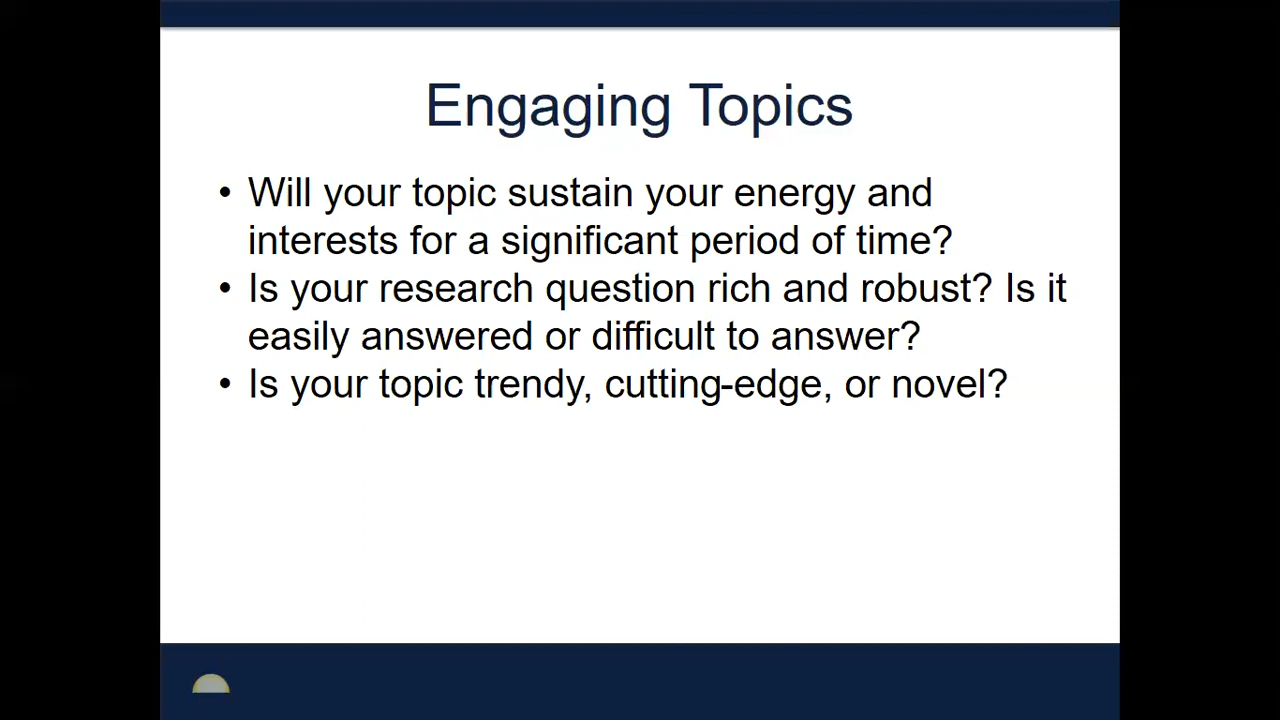 Engaging Topics
• Will your topic sustain your energy and
interests for a significant period of time?
• Is your research question rich and robust? Is it
easily answered or difficult to answer?
• Is your topic trendy, cutting-edge, or novel?